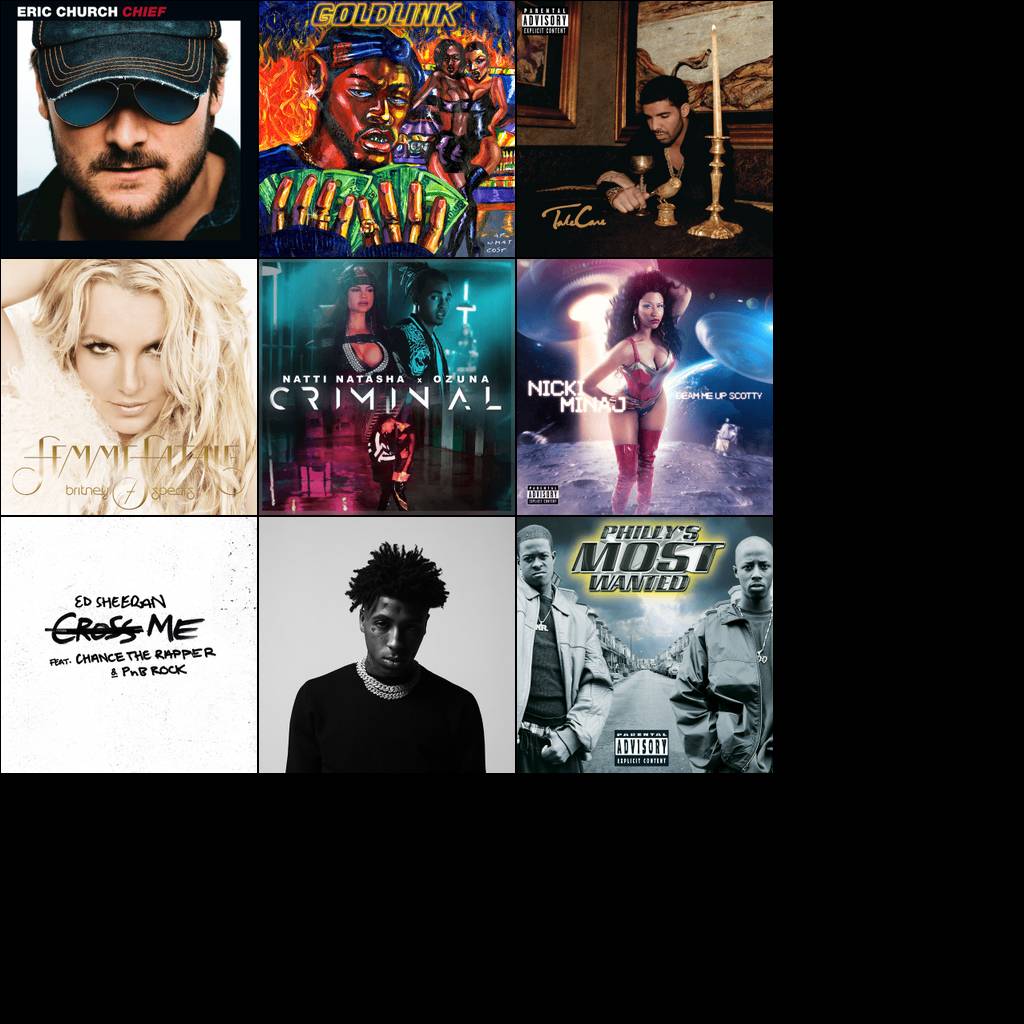 ERIC CHURCH CHIEF
GOLDLINK
AT
WHAT
COST
PARENTAL
ADVISORY
EXPLICIT CONTENT
TakeCare
FEMME FATALE
britney spears
NATTI NATASHA x OZUNA
CRIMINAL
NICKI
MINAJ
BEAM ME UP SCOTTY
PARENTAL
ADVISORY
EXPLICIT CONTENT
ED SHEERAN
CROSS ME
FEAT. CHANCE THE RAPPER
& PnB ROCK
PHILLY'S
MOST
WANTED
PARENTAL
ADVISORY
EXPLICIT CONTENT